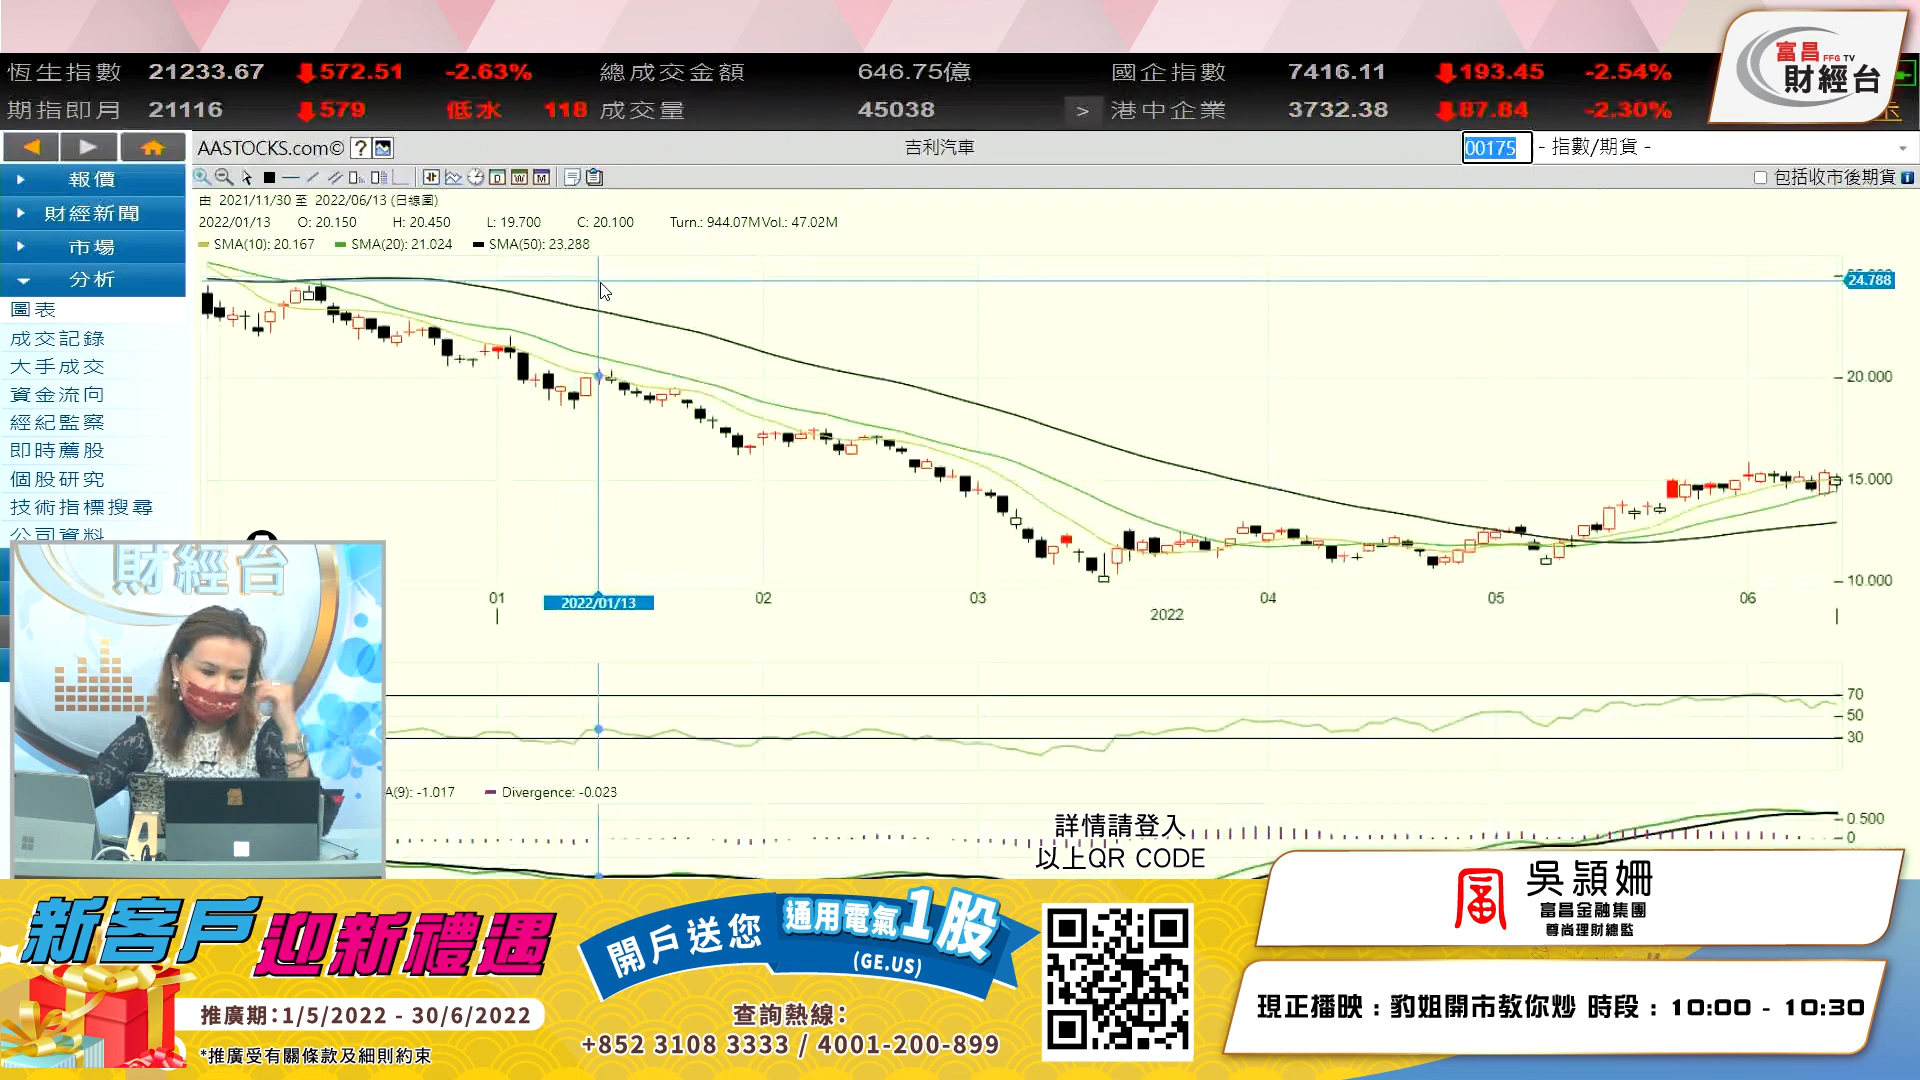 恆生指數 21233.67 572.51 -2.63% 總成交金額 646.75億 國企指數 7416.11 193.45 -2.54%
期指即月 21116 579 低水 118 成交量 45038 > 港中企業 3732.38 87.84 -2.30%
富昌 FFG TV
財經台
AASTOCKS.com© ? 吉利汽車 00175 - 指數/期貨 -
包括收市後期貨
報價
財經新聞
市場
分析
圖表
成交記錄
大手成交
資金流向
經紀監察
即時薦股
個股研究
技術指標搜尋
公司資料
由 2021/11/30 至 2022/06/13 (日線圖)
2022/01/13 O: 20.150 H: 20.450 L: 19.700 C: 20.100 Turn.: 944.07M Vol.: 47.02M
SMA(10): 20.167 SMA(20): 21.024 SMA(50): 23.288
24.788
20.000
15.000
10.000
01 2022/01/13 02 03 04 05 06
2022
70
50
30
A(9): -1.017 Divergence: -0.023
0.500
0
財經台
詳情請登入
以上QR CODE
新客戶迎新禮遇
推廣期:1/5/2022 - 30/6/2022
*推廣受有關條款及細則約束
開戶送您 通用電氣1股
(GE.US)
查詢熱線:
+852 3108 3333 / 4001-200-899
吳穎姍
富昌金融集團
尊尚理財總監
現正播映 : 豹姐開市教你炒 時段 : 10:00 - 10:30